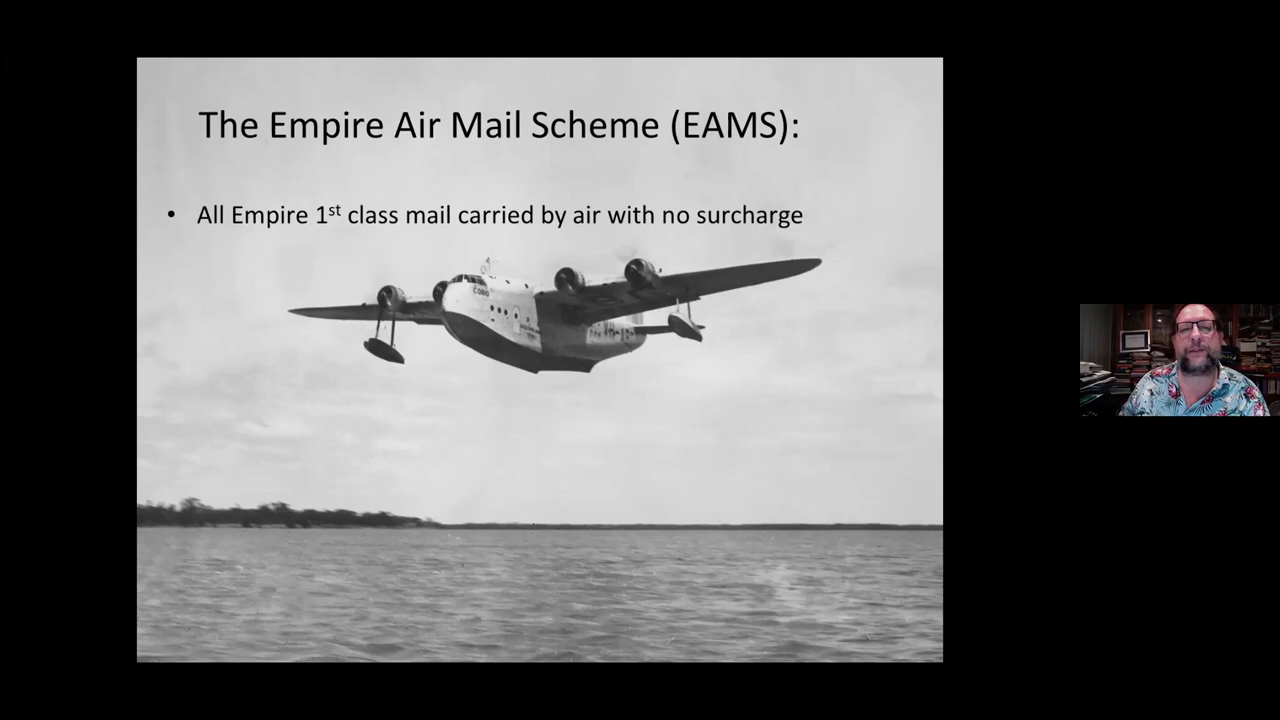 The Empire Air Mail Scheme (EAMS):
• All Empire 1st class mail carried by air with no surcharge